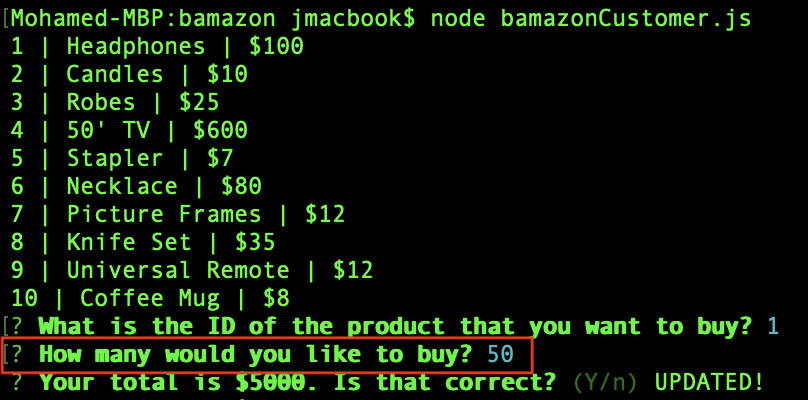 [Mohamed-MBP:bamazon jmacbook$ node bamazonCustomer.js
1 | Headphones | $100
2 | Candles | $10
3 | Robes | $25
4 | 50' TV | $600
5 | Stapler | $7
6 | Necklace | $80
7 | Picture Frames | $12
8 | Knife Set | $35
9 | Universal Remote | $12
10 | Coffee Mug | $8
[? What is the ID of the product that you want to buy? 1
[? How many would you like to buy? 50
? Your total is $5000. Is that correct? (Y/n) UPDATED!